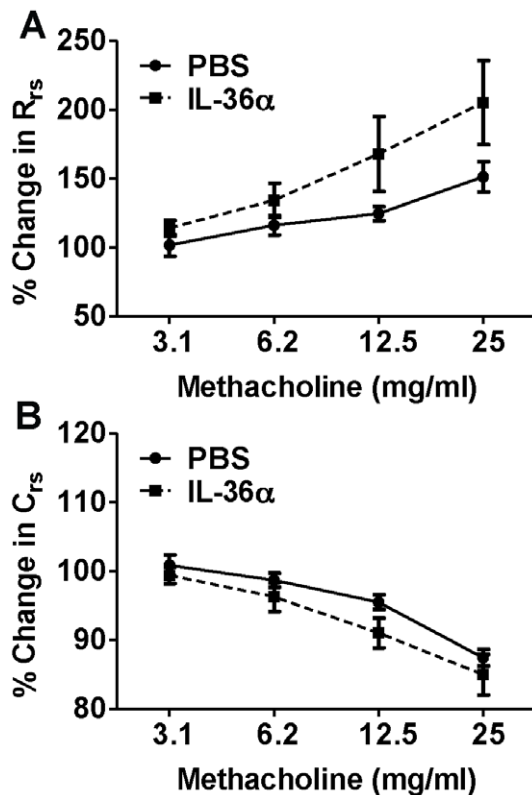 A
250
200
150
100
50
% Change in Rrs
PBS
IL-36α
3.1 6.2 12.5 25
Methacholine (mg/ml)
B
120
110
100
90
80
% Change in Crs
PBS
IL-36α
3.1 6.2 12.5 25
Methacholine (mg/ml)